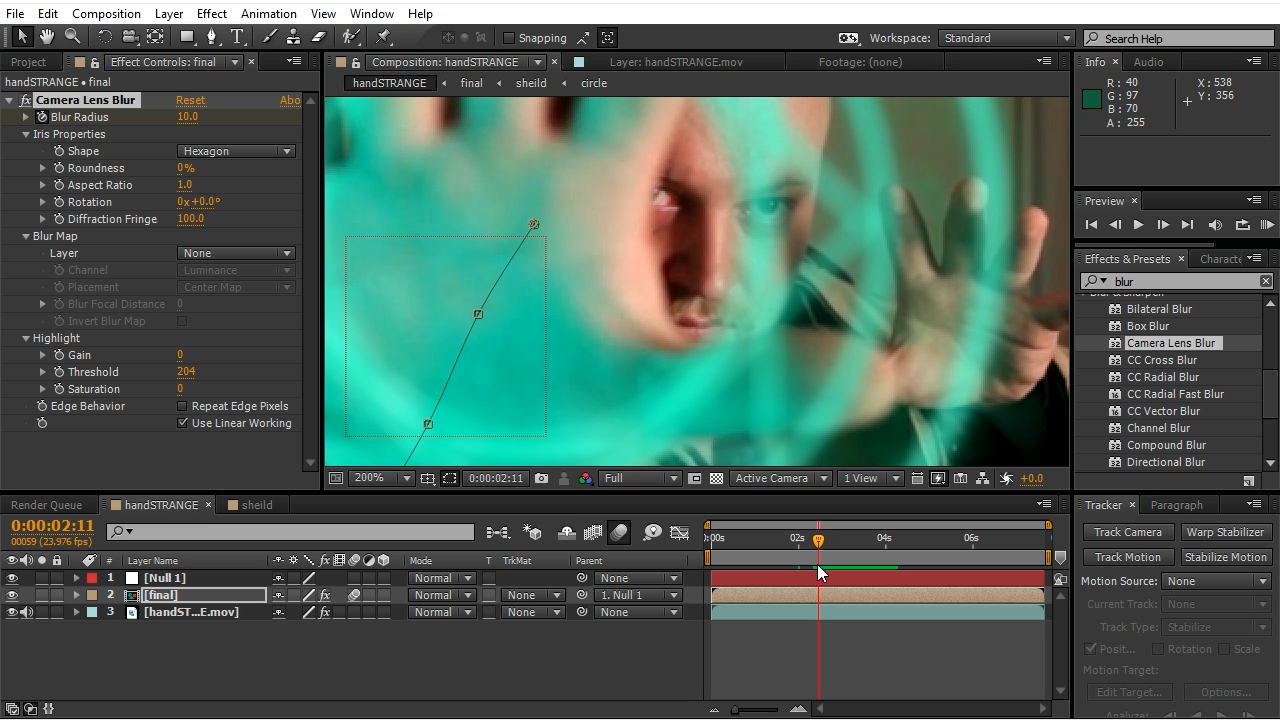 File Edit Composition Layer Effect Animation View Window Help
Snapping
Workspace: Standard
Search Help
Project
Effect Controls: final
Composition: handSTRANGE
Layer: handSTRANGE.mov
Footage: (none)
Info
Audio
handSTRANGE • final
handSTRANGE final sheild circle
R: 40
G: 97
B: 70
A: 255
X: 538
Y: 356
fx Camera Lens Blur Reset Abo
Blur Radius 10.0
Iris Properties
Shape Hexagon
Roundness 0%
Aspect Ratio 1.0
Rotation 0x+0.0°
Diffraction Fringe 100.0
Blur Map
Layer None
Channel Luminance
Placement Center Map
Blur Focal Distance 0
Invert Blur Map
Highlight
Gain 0
Threshold 204
Saturation 0
Edge Behavior Repeat Edge Pixels
Use Linear Working
Preview
Effects & Presets
Characte
blur
Bilateral Blur
Box Blur
Camera Lens Blur
CC Cross Blur
CC Radial Blur
CC Radial Fast Blur
CC Vector Blur
Channel Blur
Compound Blur
Directional Blur
200% 0:00:02:11 Full Active Camera 1 View +0.0
Render Queue handSTRANGE sheild
0:00:02:11
00059 (23.976 fps)
:00s 02s 04s 06s
# Layer Name Mode T TrkMat Parent
1 [Null 1] Normal None
2 [final] fx Normal None 1. Null 1
3 [handST...E.mov] fx Normal None None
Tracker
Paragraph
Track Camera Warp Stabilizer
Track Motion Stabilize Motion
Motion Source: None
Current Track: None
Track Type: Stabilize
Posit... Rotation Scale
Motion Target:
Edit Target... Options...
Analyze: